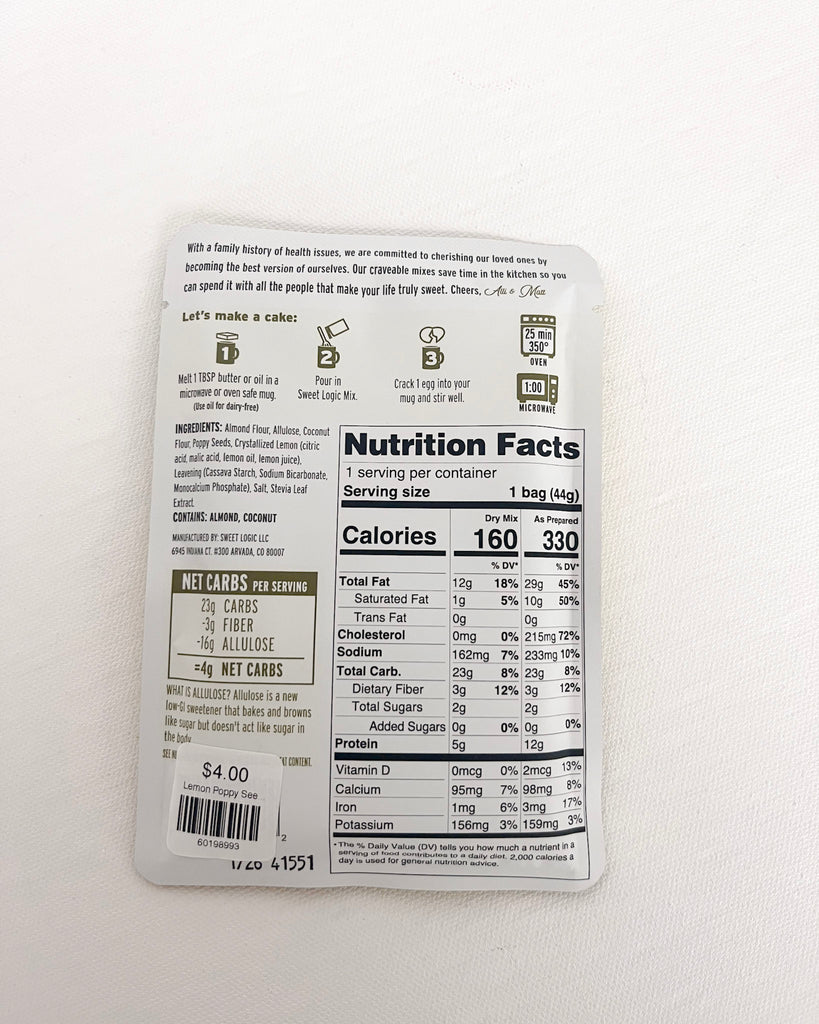 With a family history of health issues, we are committed to cherishing our loved ones by
becoming the best version of ourselves. Our craveable mixes save time in the kitchen so you
can spend it with all the people that make your life truly sweet. Cheers, Alli & Matt
Let's make a cake:
1
Melt 1 TBSP butter or oil in a
microwave or oven safe mug.
(Use oil for dairy-free)
2
Pour in
Sweet Logic Mix.
3
Crack 1 egg into your
mug and stir well.
25 min
350°
OVEN
1:00
MICROWAVE
INGREDIENTS: Almond Flour, Allulose, Coconut
Flour, Poppy Seeds, Crystallized Lemon (citric
acid, malic acid, lemon oil, lemon juice),
Leavening (Cassava Starch, Sodium Bicarbonate,
Monocalcium Phosphate), Salt, Stevia Leaf
Extract.
CONTAINS: ALMOND, COCONUT
MANUFACTURED BY: SWEET LOGIC LLC
6945 INDIANA CT. #300 ARVADA, CO 80007
NET CARBS PER SERVING
23g CARBS
-3g FIBER
-16g ALLULOSE
=4g NET CARBS
WHAT IS ALLULOSE? Allulose is a new
low-GI sweetener that bakes and browns
like sugar but doesn't act like sugar in
the body.
SEE CONTENT.
$4.00
Lemon Poppy See
60198993
2
1726 41551
Nutrition Facts
1 serving per container
Serving size 1 bag (44g)
Dry Mix As Prepared
Calories 160 330
% DV* % DV*
Total Fat 12g 18% 29g 45%
Saturated Fat 1g 5% 10g 50%
Trans Fat 0g 0g
Cholesterol 0mg 0% 215mg 72%
Sodium 162mg 7% 233mg 10%
Total Carb. 23g 8% 23g 8%
Dietary Fiber 3g 12% 3g 12%
Total Sugars 2g 2g
Added Sugars 0g 0% 0g 0%
Protein 5g 12g
Vitamin D 0mcg 0% 2mcg 13%
Calcium 95mg 7% 98mg 8%
Iron 1mg 6% 3mg 17%
Potassium 156mg 3% 159mg 3%
*The % Daily Value (DV) tells you how much a nutrient in a
serving of food contributes to a daily diet. 2,000 calories a
day is used for general nutrition advice.